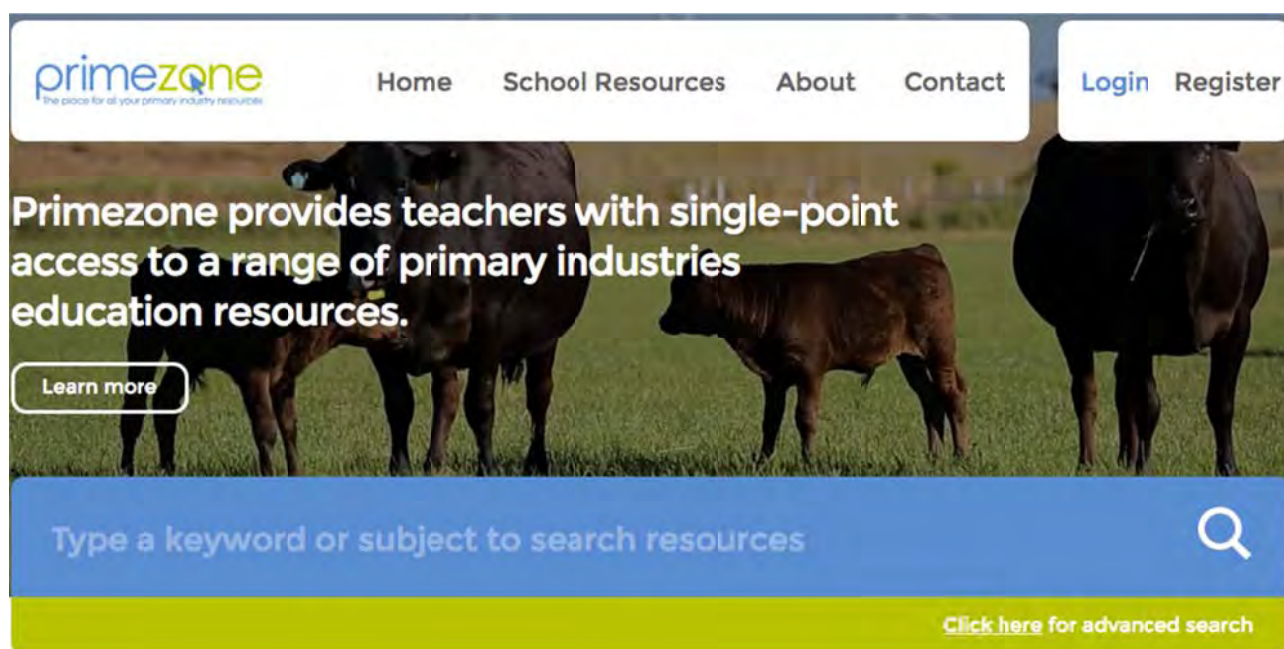 primezone
The place for all your primary industry resources
Home School Resources About Contact Login Register
Primezone provides teachers with single-point
access to a range of primary industries
education resources.
Learn more
Type a keyword or subject to search resources
Click here for advanced search